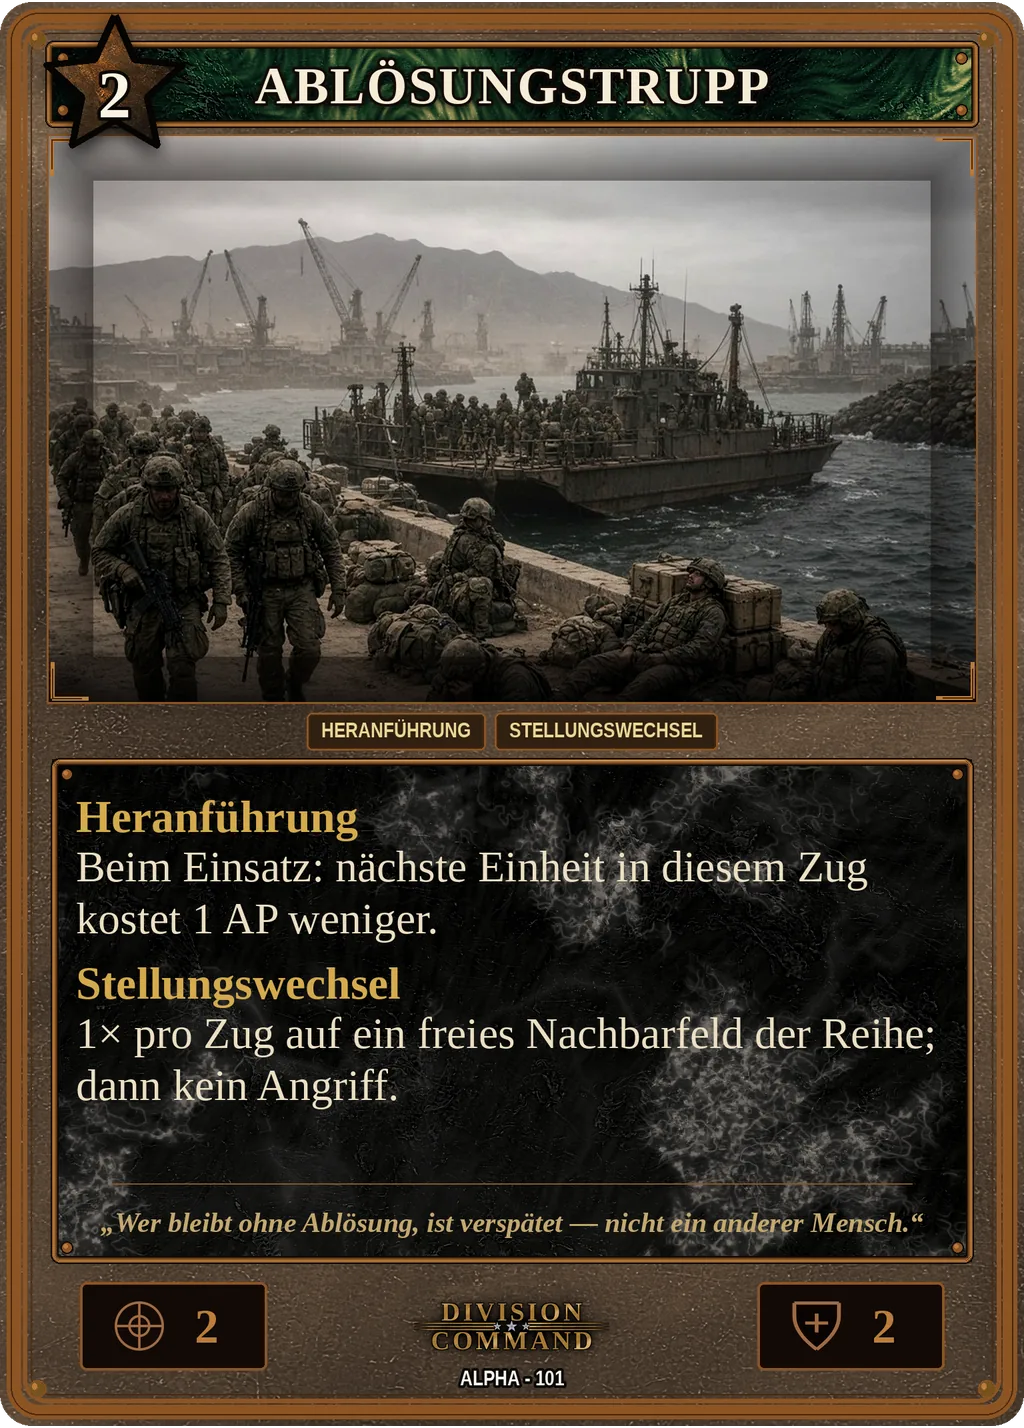 2
ABLÖSUNGSTRUPP
HERANFÜHRUNG
STELLUNGSWECHSEL
Heranführung
Beim Einsatz: nächste Einheit in diesem Zug
kostet 1 AP weniger.
Stellungswechsel
1× pro Zug auf ein freies Nachbarfeld der Reihe;
dann kein Angriff.
„Wer bleibt ohne Ablösung, ist verspätet — nicht ein anderer Mensch.“
2
DIVISION
COMMAND
2
ALPHA - 101